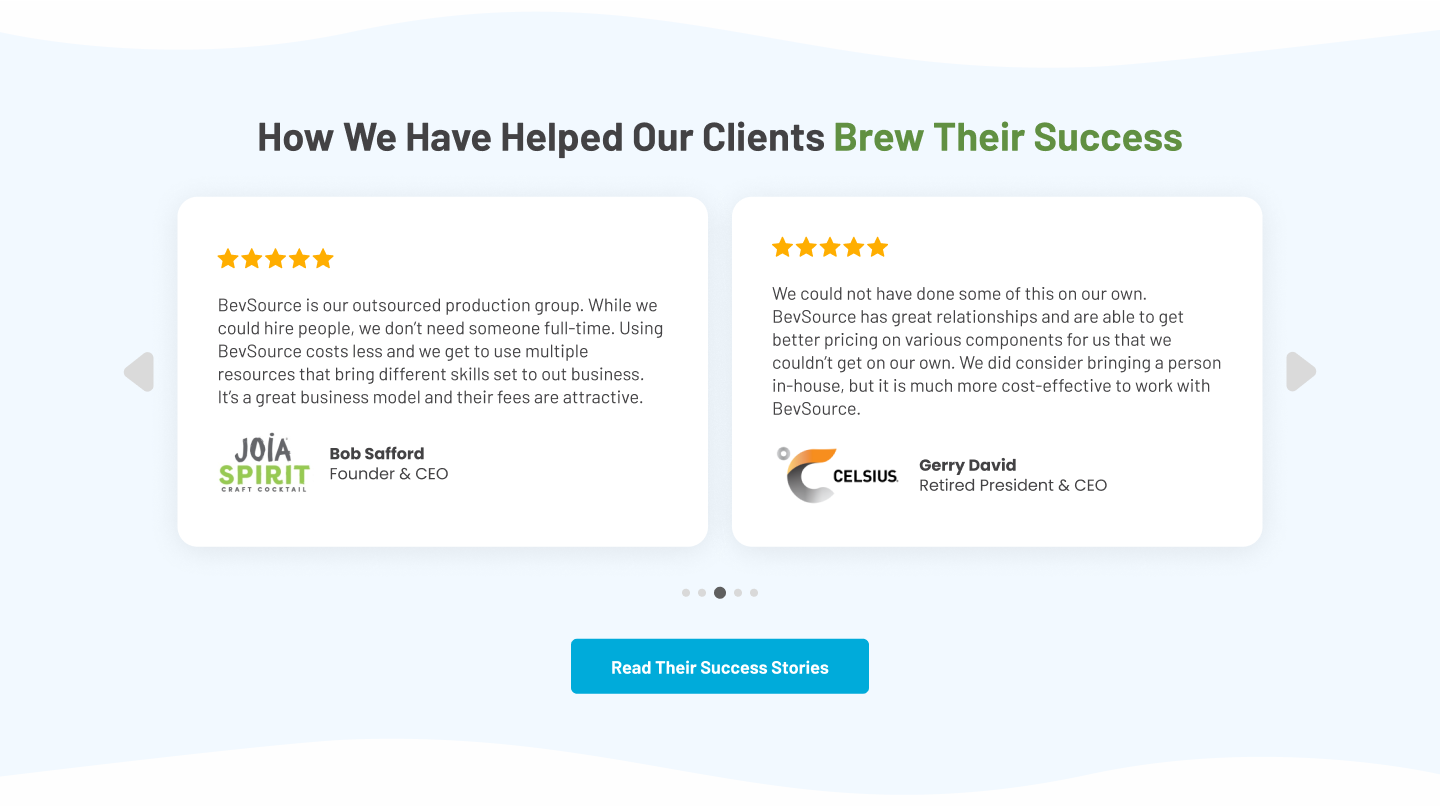 How We Have Helped Our Clients Brew Their Success
BevSource is our outsourced production group. While we
could hire people, we don't need someone full-time. Using
BevSource costs less and we get to use multiple
resources that bring different skills set to out business.
It's a great business model and their fees are attractive.
JOIA
SPIRIT
CRAFT COCKTAIL
Bob Safford
Founder & CEO
We could not have done some of this on our own.
BevSource has great relationships and are able to get
better pricing on various components for us that we
couldn't get on our own. We did consider bringing a person
in-house, but it is much more cost-effective to work with
BevSource.
CELSIUS
Gerry David
Retired President & CEO
Read Their Success Stories